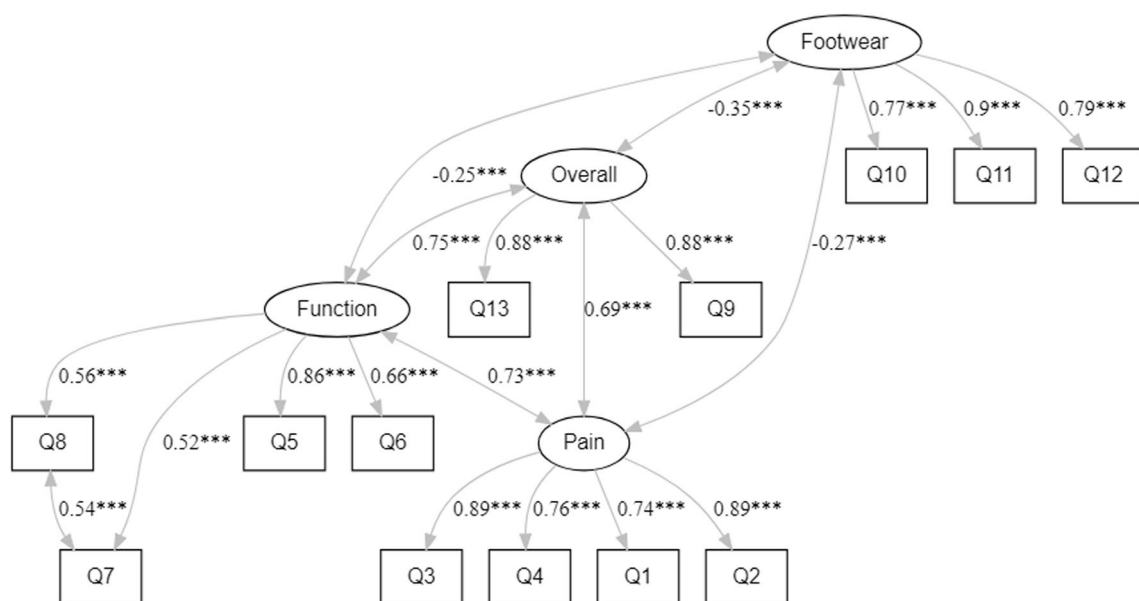 Footwear
0.77*** 0.9*** 0.79***
-0.35***
Q10 Q11 Q12
Overall
-0.25***
0.75*** 0.88*** 0.88*** -0.27***
Function Q13 Q9
0.69***
0.56*** 0.86*** 0.66*** 0.73***
Q8 0.52*** Q5 Q6 Pain
0.54*** 0.89*** 0.76*** 0.74*** 0.89***
Q7 Q3 Q4 Q1 Q2